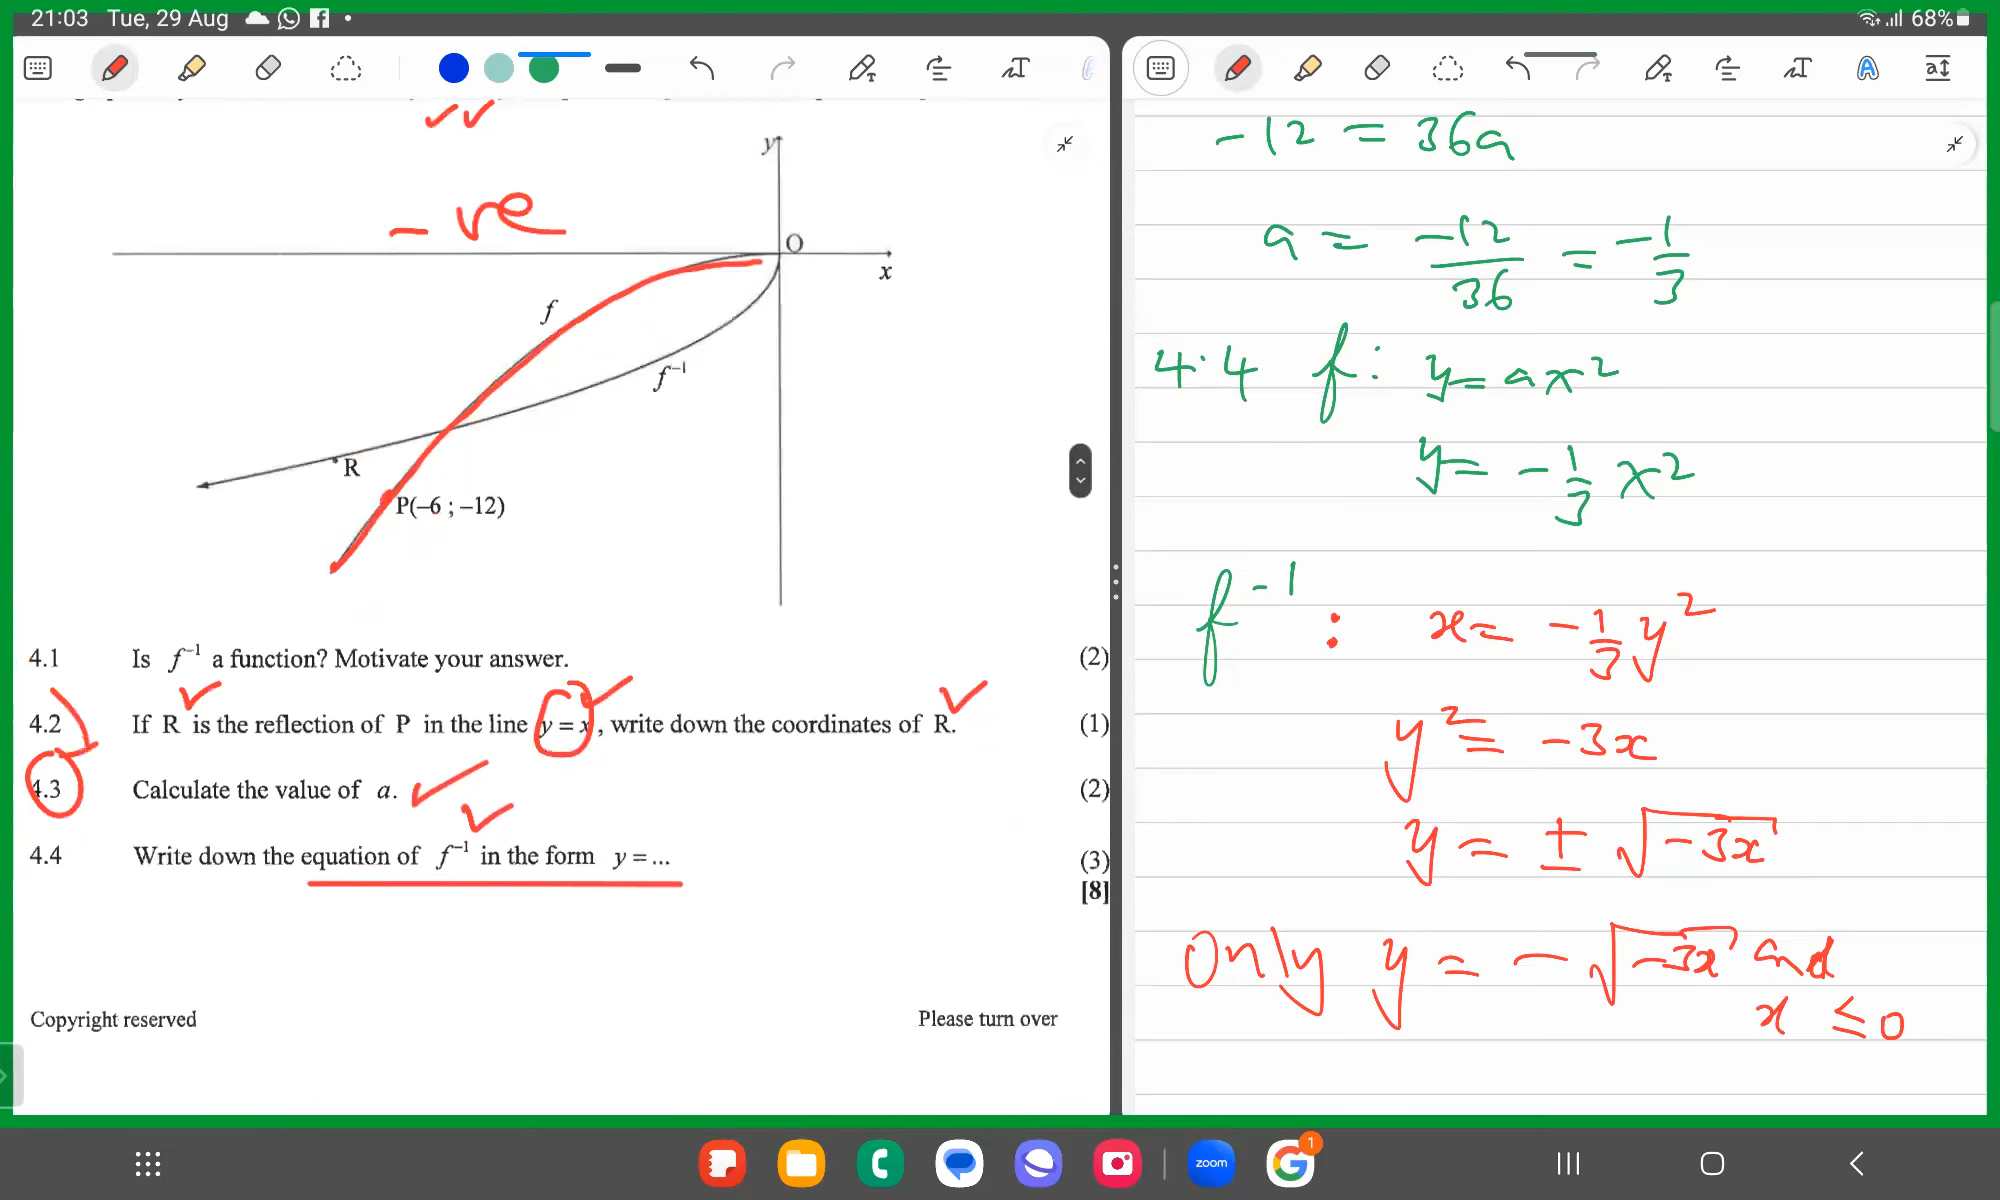 21:03 Tue, 29 Aug
68%
- ve
y
O
x
f
f⁻¹
R
P(–6 ; –12)
4.1 Is f⁻¹ a function? Motivate your answer. (2)
4.2 If R is the reflection of P in the line y = x, write down the coordinates of R. (1)
4.3 Calculate the value of a. (2)
4.4 Write down the equation of f⁻¹ in the form y = ... (3)
[8]
Copyright reserved Please turn over
-12 = 36a
a = -12/36 = -1/3
4.4 f: y = ax²
y = -1/3 x²
f⁻¹ : x = -1/3 y²
y² = -3x
y = ± √-3x
Only y = - √-3x and
x ≤ 0
zoom
1